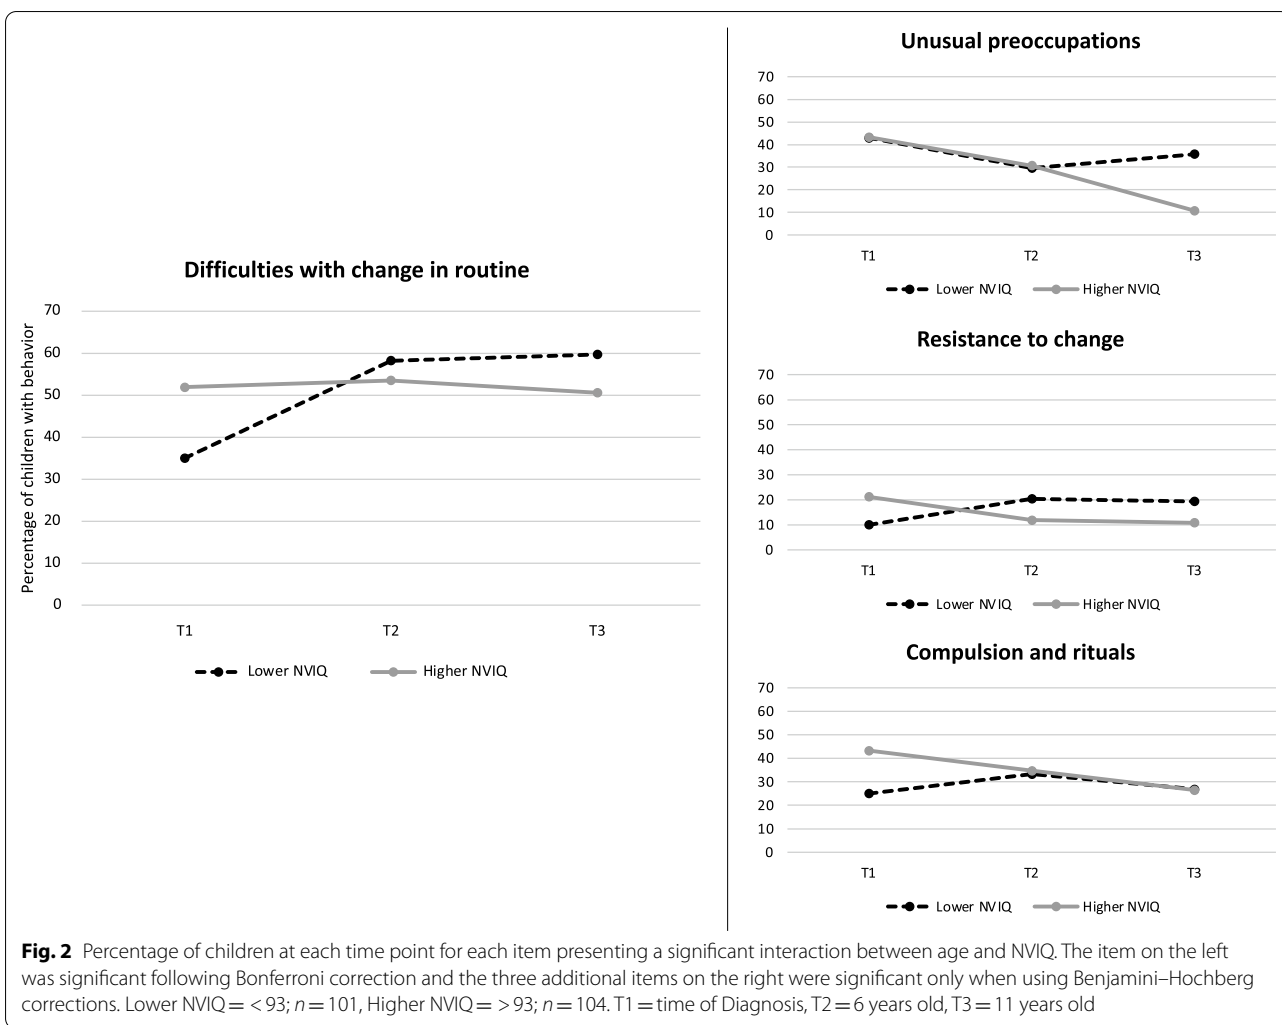 Difficulties with change in routine
Percentage of children with behavior
70
60
50
40
30
20
10
0
T1 T2 T3
Lower NVIQ Higher NVIQ
Unusual preoccupations
70
60
50
40
30
20
10
0
T1 T2 T3
Lower NVIQ Higher NVIQ
Resistance to change
70
60
50
40
30
20
10
0
T1 T2 T3
Lower NVIQ Higher NVIQ
Compulsion and rituals
70
60
50
40
30
20
10
0
T1 T2 T3
Lower NVIQ Higher NVIQ
Fig. 2 Percentage of children at each time point for each item presenting a significant interaction between age and NVIQ. The item on the left
was significant following Bonferroni correction and the three additional items on the right were significant only when using Benjamini–Hochberg
corrections. Lower NVIQ = < 93; n = 101, Higher NVIQ = > 93; n = 104. T1 = time of Diagnosis, T2 = 6 years old, T3 = 11 years old